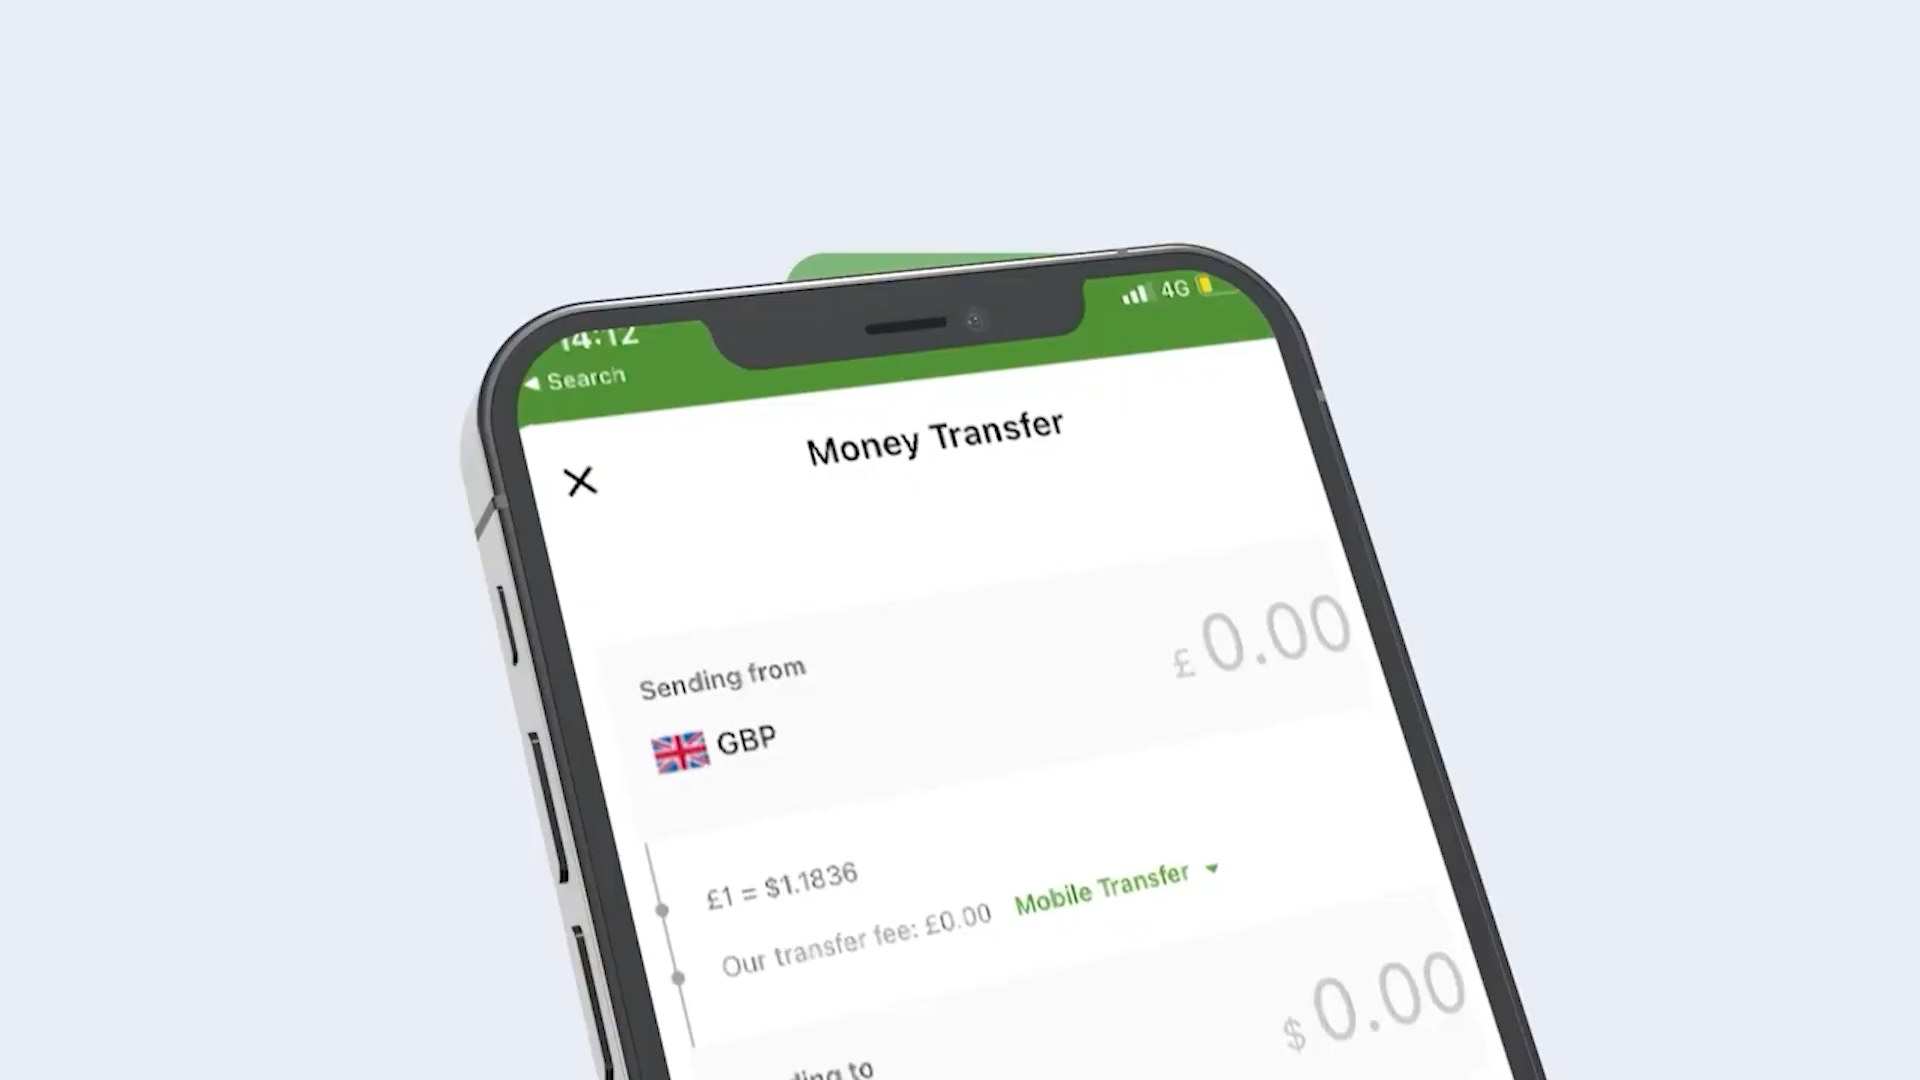 14:12
4G
Search
Money Transfer
Sending from
£0.00
GBP
£1 = $1.1836
Our transfer fee: £0.00 Mobile Transfer
$0.00
to